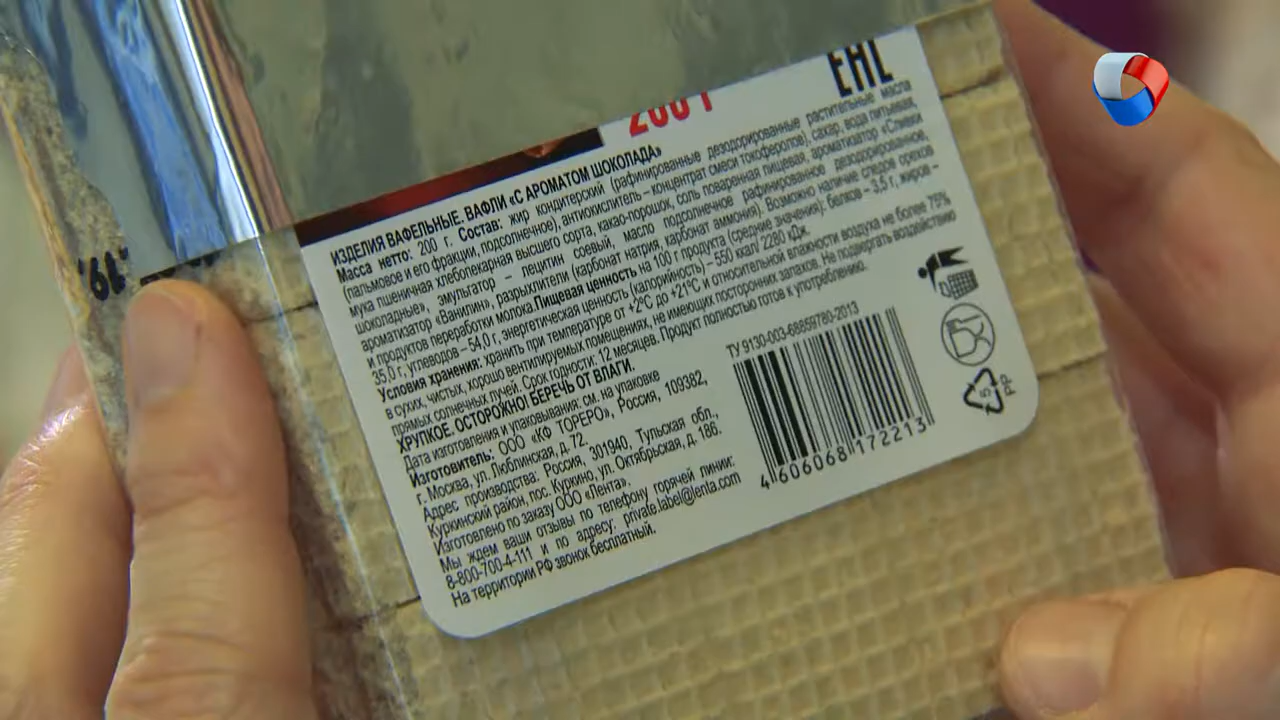 200 г
EAC
ИЗДЕЛИЯ ВАФЕЛЬНЫЕ. ВАФЛИ «С АРОМАТОМ ШОКОЛАДА»
Масса нетто: 200 г. Состав: жир кондитерский (рафинированные дезодорированные растительные масла
(пальмовое и его фракции, подсолнечное), антиокислитель – концентрат смеси токоферолов), сахар, вода питьевая,
мука пшеничная хлебопекарная высшего сорта, какао-порошок, соль поваренная пищевая, ароматизатор «Сливки
шоколадные», эмульгатор – лецитин соевый, масло подсолнечное рафинированное дезодорированное,
ароматизатор «Ванилин», разрыхлители (карбонат натрия, карбонат аммония). Возможно наличие следов орехов
и продуктов переработки молока. Пищевая ценность на 100 г продукта (средние значения): белков – 3,5 г, жиров –
35,0 г, углеводов – 54,0 г, энергетическая ценность (калорийность) – 550 ккал/ 2280 кДж.
Условия хранения: хранить при температуре от +2°С до +21°С и относительной влажности воздуха не более 75%
в сухих, чистых, хорошо вентилируемых помещениях, не имеющих посторонних запахов. Не подвергать воздействию
прямых солнечных лучей. Срок годности: 12 месяцев. Продукт полностью готов к употреблению.
ХРУПКОЕ. ОСТОРОЖНО! БЕРЕЧЬ ОТ ВЛАГИ.
Дата изготовления и упаковывания: см. на упаковке
Изготовитель: ООО «КФ ТОРЕРО», Россия, 109382,
г. Москва, ул. Люблинская, д. 72.
Адрес производства: Россия, 301940, Тульская обл.,
Куркинский район, пос. Куркино, ул. Октябрьская, д. 186.
Изготовлено по заказу ООО «Лента».
Мы ждем ваши отзывы по телефону горячей линии:
8-800-700-4-111 и по адресу: private.label@lenta.com
На территории РФ звонок бесплатный.
ТУ 9130-003-68859780-2013
4 606068 172213
5
PP
.19.